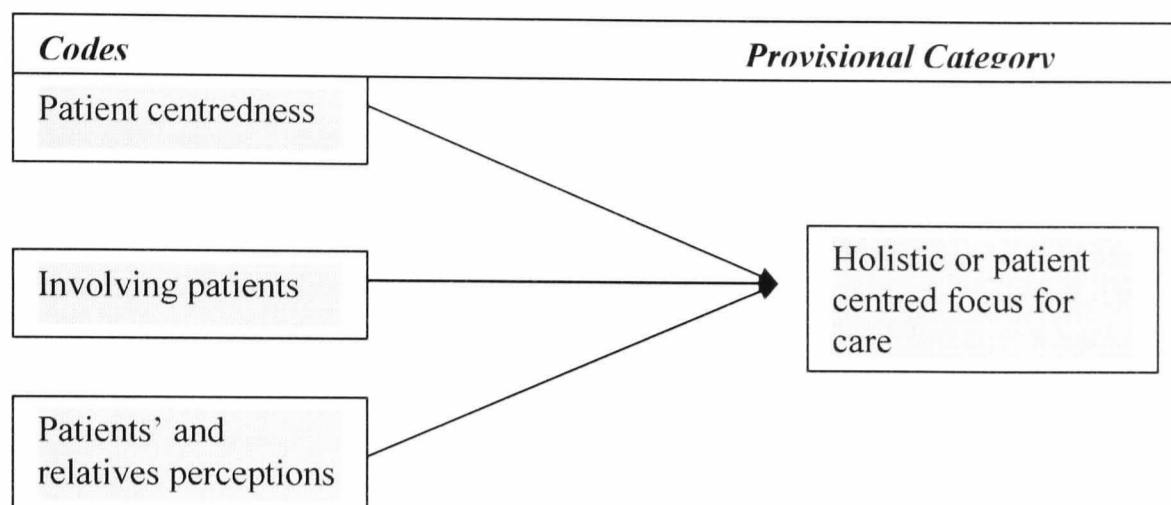 Codes Provisional Category
Patient centredness
Involving patients
Holistic or patient
centred focus for
care
Patients’ and
relatives perceptions